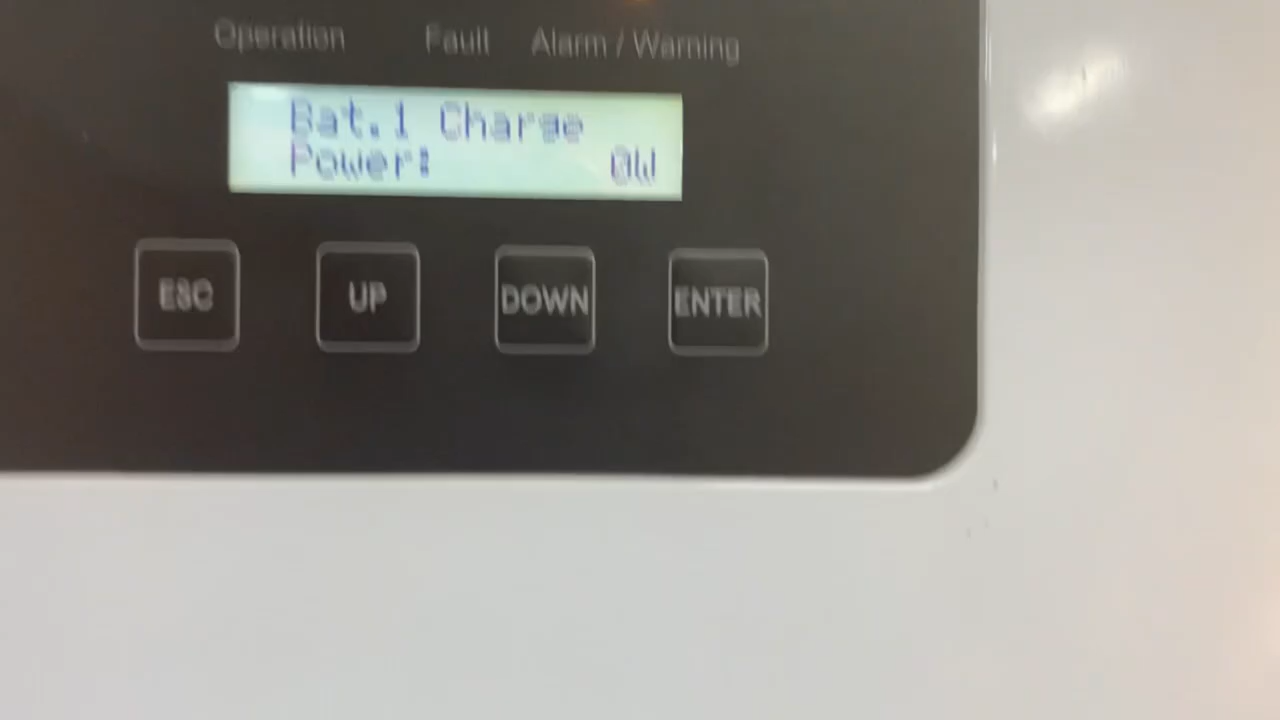 Operation Fault Alarm / Warning
Bat.1 Charge
Power: 0W
ESC UP DOWN ENTER